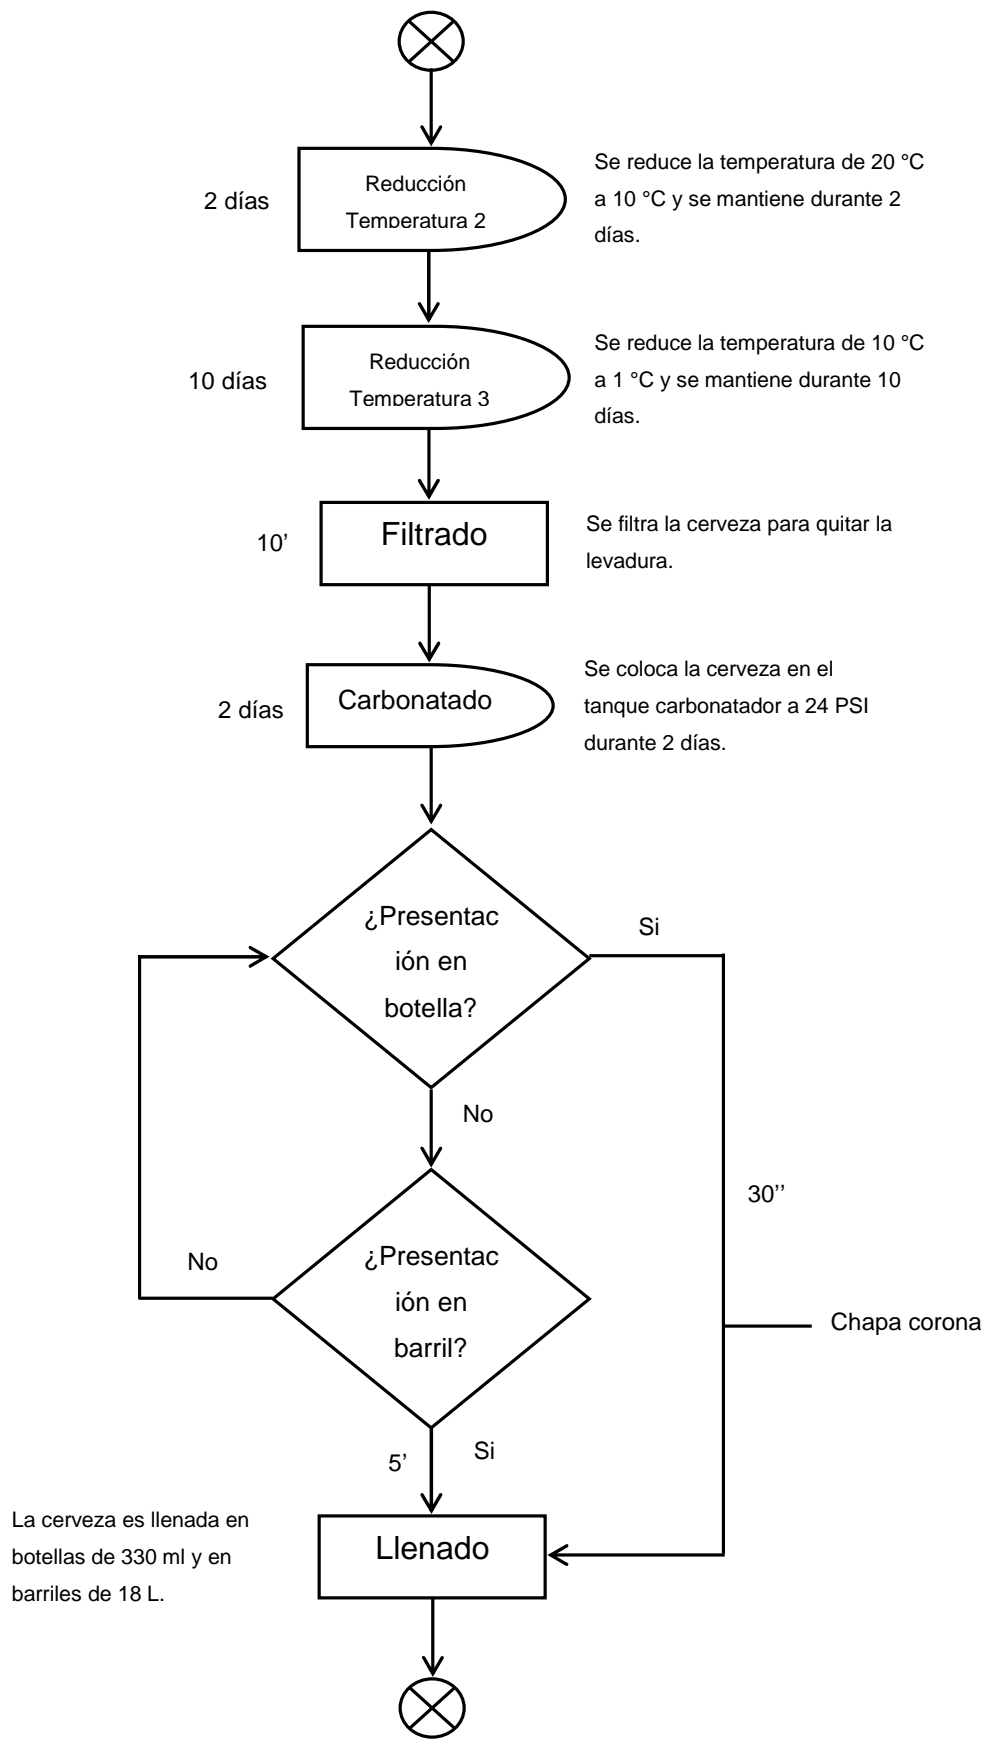 2 días
Reducción
Temperatura 2
Se reduce la temperatura de 20 °C
a 10 °C y se mantiene durante 2
días.
10 días
Reducción
Temperatura 3
Se reduce la temperatura de 10 °C
a 1 °C y se mantiene durante 10
días.
10’
Filtrado
Se filtra la cerveza para quitar la
levadura.
2 días
Carbonatado
Se coloca la cerveza en el
tanque carbonatador a 24 PSI
durante 2 días.
¿Presentac
ión en
botella?
Si
No
30’’
No
¿Presentac
ión en
barril?
Chapa corona
5’
Si
La cerveza es llenada en
botellas de 330 ml y en
barriles de 18 L.
Llenado